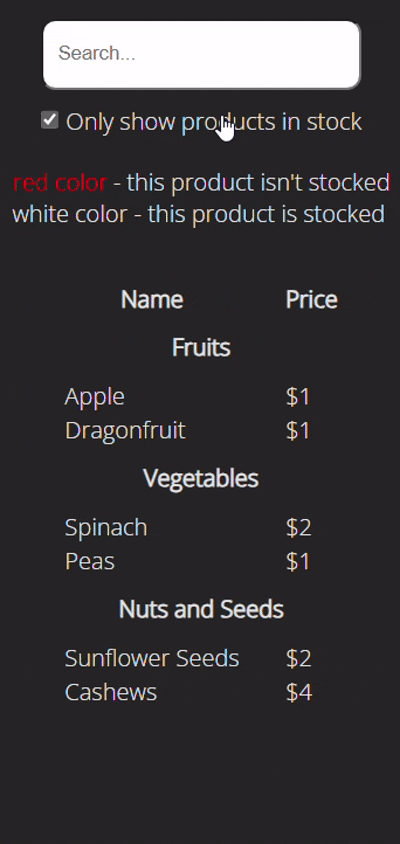 Search...
Only show products in stock
red color - this product isn't stocked
white color - this product is stocked
Name Price
Fruits
Apple $1
Dragonfruit $1
Vegetables
Spinach $2
Peas $1
Nuts and Seeds
Sunflower Seeds $2
Cashews $4